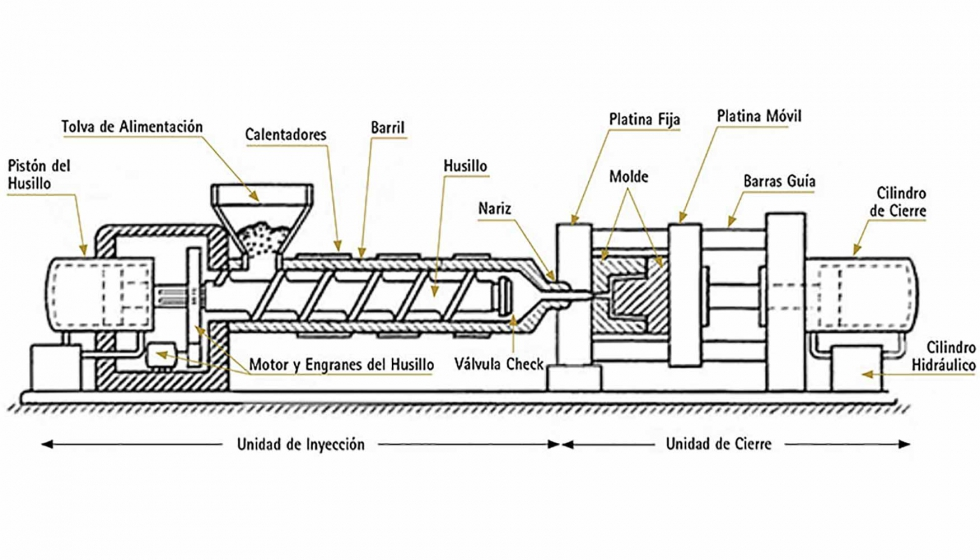 Tolva de Alimentación
Calentadores
Barril
Platina Fija
Platina Móvil
Pistón del
Husillo
Husillo
Molde
Barras Guía
Nariz
Cilindro
de Cierre
Motor y Engranes del Husillo
Válvula Check
Cilindro
Hidráulico
Unidad de Inyección
Unidad de Cierre